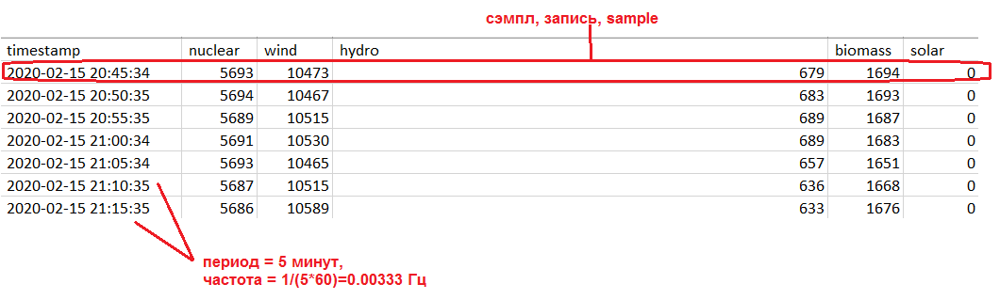 сэмпл, запись, sample
timestamp nuclear wind hydro biomass solar
2020-02-15 20:45:34 5693 10473 679 1694 0
2020-02-15 20:50:35 5694 10467 683 1693 0
2020-02-15 20:55:35 5689 10515 689 1687 0
2020-02-15 21:00:34 5691 10530 689 1683 0
2020-02-15 21:05:34 5693 10465 657 1651 0
2020-02-15 21:10:35 5687 10515 636 1668 0
2020-02-15 21:15:35 5686 10589 633 1676 0
период = 5 минут,
частота = 1/(5*60)=0.00333 Гц